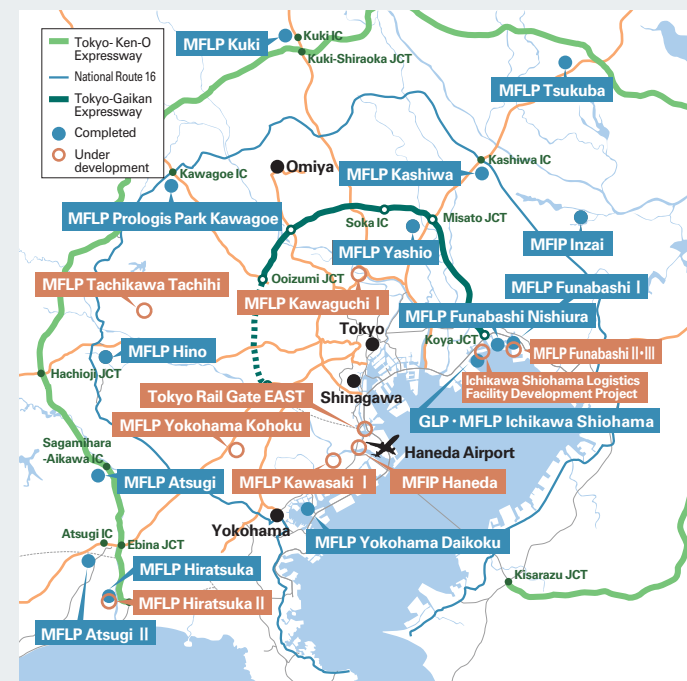 Tokyo-Ken-O
Expressway
National Route 16
Tokyo-Gaikan
Expressway
Completed
Under
development
MFLP Kuki
Kuki IC
Kuki-Shiraoka JCT
MFLP Tsukuba
Kawagoe IC
Omiya
MFLP Kashiwa
Kashiwa IC
MFLP Prologis Park Kawagoe
Soka IC
Misato JCT
MFLP Yashio
MFIP Inzai
MFLP Tachikawa Tachihi
Ooizumi JCT
MFLP Kawaguchi Ⅰ
MFLP Funabashi Ⅰ
MFLP Funabashi Nishiura
Tokyo
Koya JCT
MFLP Funabashi Ⅱ・Ⅲ
MFLP Hino
Hachioji JCT
Shinagawa
Ichikawa Shiohama Logistics
Facility Development Project
Tokyo Rail Gate EAST
GLP・MFLP Ichikawa Shiohama
MFLP Yokohama Kohoku
Haneda Airport
Sagamihara
-Aikawa IC
MFLP Atsugi
MFLP Kawasaki Ⅰ
MFIP Haneda
Yokohama
MFLP Yokohama Daikoku
Atsugi IC
Ebina JCT
MFLP Hiratsuka
Kisarazu JCT
MFLP Hiratsuka Ⅱ
MFLP Atsugi Ⅱ